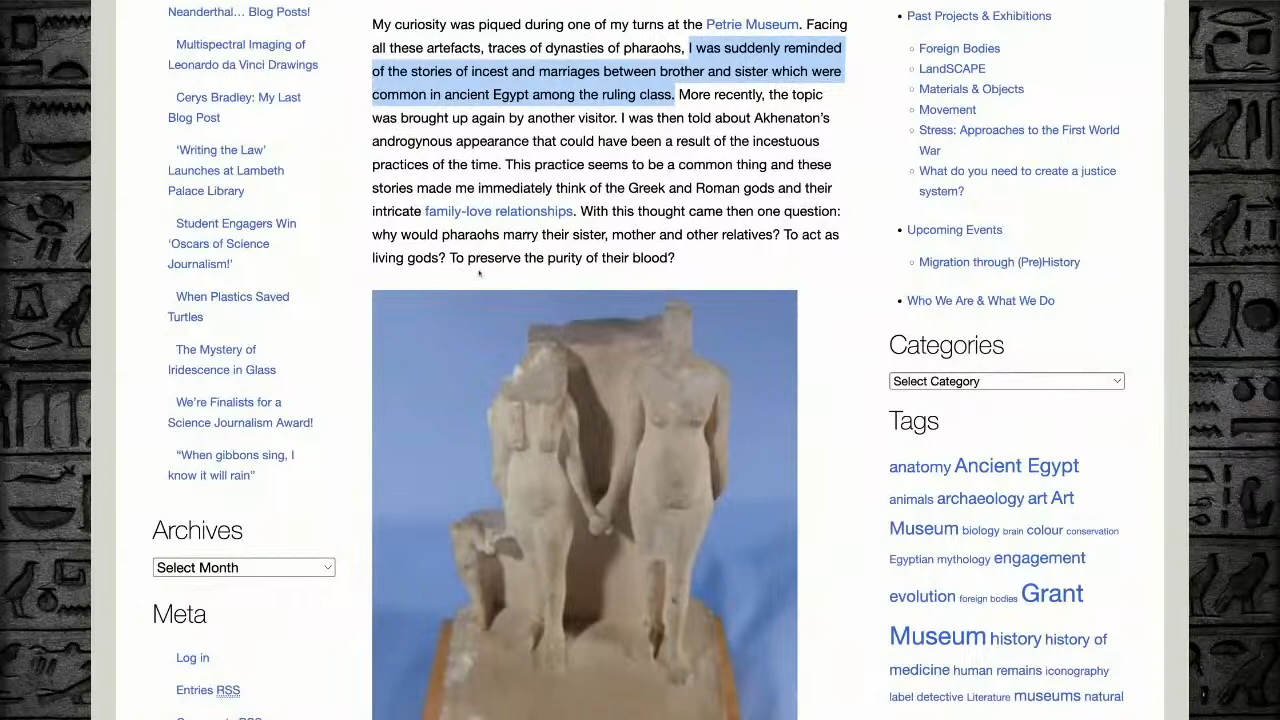 Neanderthal… Blog Posts!
Multispectral Imaging of
Leonardo da Vinci Drawings
Cerys Bradley: My Last
Blog Post
‘Writing the Law’
Launches at Lambeth
Palace Library
Student Engagers Win
‘Oscars of Science
Journalism!’
When Plastics Saved
Turtles
The Mystery of
Iridescence in Glass
We’re Finalists for a
Science Journalism Award!
“When gibbons sing, I
know it will rain”
Archives
Select Month
Meta
Log in
Entries RSS
My curiosity was piqued during one of my turns at the Petrie Museum. Facing
all these artefacts, traces of dynasties of pharaohs, I was suddenly reminded
of the stories of incest and marriages between brother and sister which were
common in ancient Egypt among the ruling class. More recently, the topic
was brought up again by another visitor. I was then told about Akhenaton’s
androgynous appearance that could have been a result of the incestuous
practices of the time. This practice seems to be a common thing and these
stories made me immediately think of the Greek and Roman gods and their
intricate family-love relationships. With this thought came then one question:
why would pharaohs marry their sister, mother and other relatives? To act as
living gods? To preserve the purity of their blood?
Past Projects & Exhibitions
Foreign Bodies
LandSCAPE
Materials & Objects
Movement
Stress: Approaches to the First World
War
What do you need to create a justice
system?
Upcoming Events
Migration through (Pre)History
Who We Are & What We Do
Categories
Select Category
Tags
anatomy Ancient Egypt
animals archaeology art Art
Museum biology brain colour conservation
Egyptian mythology engagement
evolution foreign bodies Grant
Museum history history of
medicine human remains iconography
label detective Literature museums natural